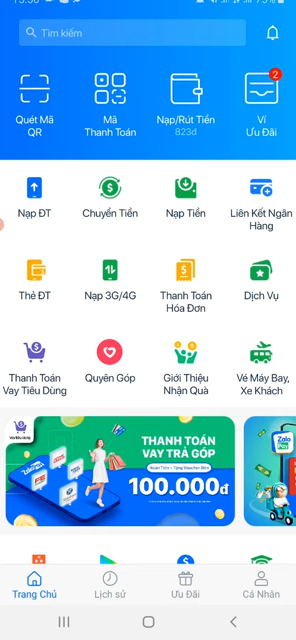 Tìm kiếm
2
Quét Mã
QR
Mã
Thanh Toán
Nạp/Rút Tiền
823đ
Ví
Ưu Đãi
Nạp ĐT
Chuyển Tiền
Nạp Tiền
Liên Kết Ngân
Hàng
Thẻ ĐT
Nạp 3G/4G
Thanh Toán
Hóa Đơn
Dịch Vụ
Thanh Toán
Vay Tiêu Dùng
Quyên Góp
Giới Thiệu
Nhận Quà
Vé Máy Bay,
Xe Khách
THANH TOÁN
VAY TRẢ GÓP
100.000đ
Zalo
Trang Chủ
Lịch sử
Ưu Đãi
Cá Nhân